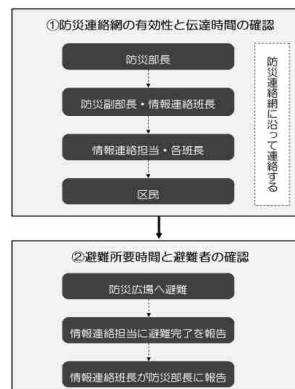 ①防災連絡網の有効性と伝達時間の確認
防災部長
防災副部長・情報連絡班長
情報連絡担当・各班長
区民
防災連絡網に沿って連絡する
②避難所要時間と避難者の確認
防災広場へ避難
情報連絡担当に避難完了を報告
情報連絡班長が防災部長に報告